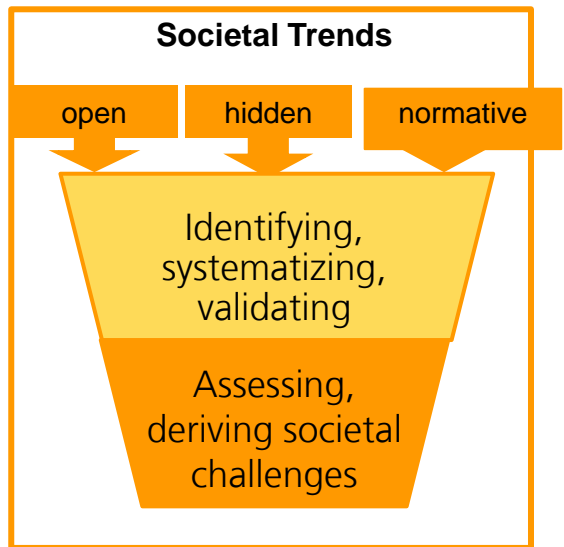 Societal Trends
open hidden normative
Identifying,
systematizing,
validating
Assessing,
deriving societal
challenges